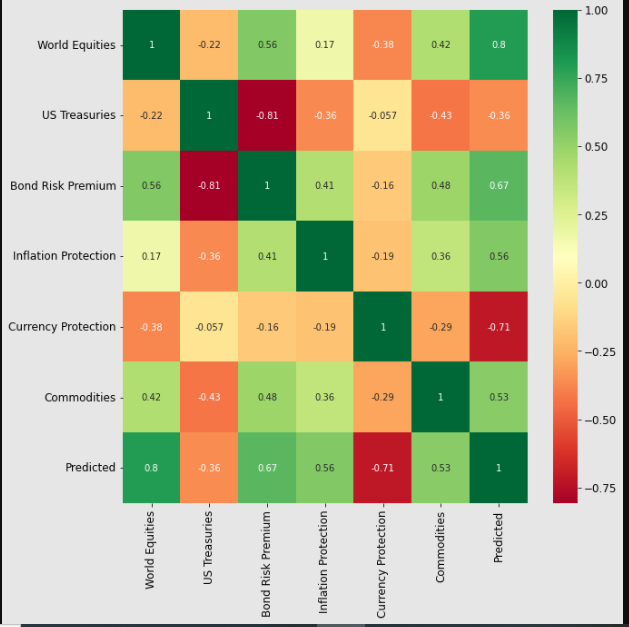 World Equities 1 -0.22 0.56 0.17 -0.38 0.42 0.8
US Treasuries -0.22 1 -0.81 -0.36 -0.057 -0.43 -0.36
Bond Risk Premium 0.56 -0.81 1 0.41 -0.16 0.48 0.67
Inflation Protection 0.17 -0.36 0.41 1 -0.19 0.36 0.56
Currency Protection -0.38 -0.057 -0.16 -0.19 1 -0.29 -0.71
Commodities 0.42 -0.43 0.48 0.36 -0.29 1 0.53
Predicted 0.8 -0.36 0.67 0.56 -0.71 0.53 1
World Equities
US Treasuries
Bond Risk Premium
Inflation Protection
Currency Protection
Commodities
Predicted
1.00
0.75
0.50
0.25
0.00
−0.25
−0.50
−0.75